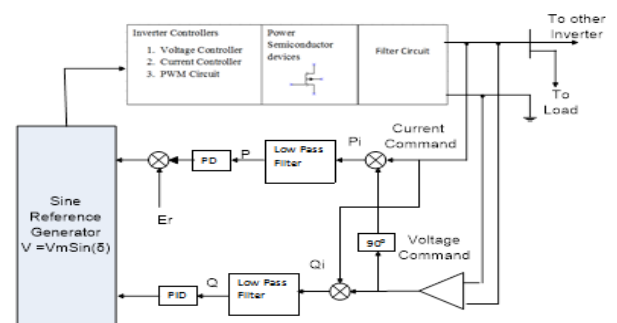 Inverter Controllers
1. Voltage Controller
2. Current Controller
3. PWM Circuit
Power
Semiconductor
devices
Filter Circuit
To other
Inverter
To
Load
Current
Command
Pi
Low Pass
Filter
P
PD
Er
Sine
Reference
Generator
V =VmSin(δ)
90°
Voltage
Command
Qi
Low Pass
Filter
Q
PID